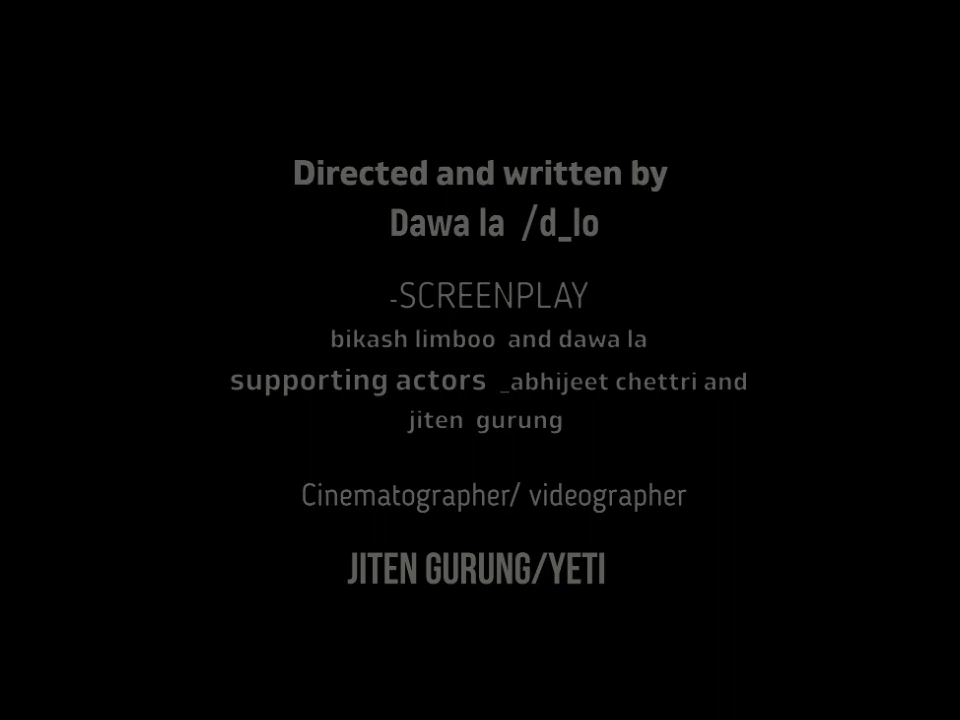 Directed and written by
Dawa la /d_lo
-SCREENPLAY
bikash limboo and dawa la
supporting actors _abhijeet chettri and
jiten gurung
Cinematographer/ videographer
JITEN GURUNG/YETI